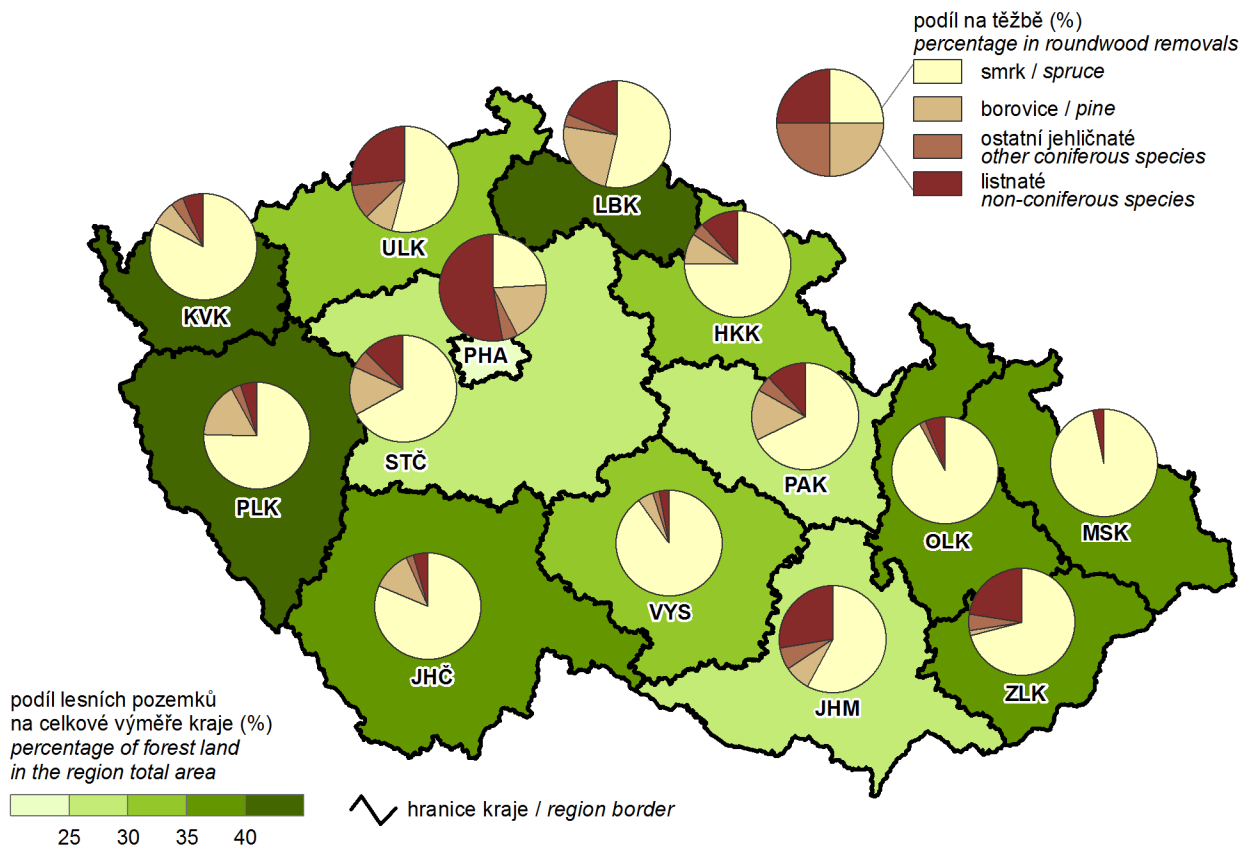 podíl na těžbě (%)
percentage in roundwood removals
smrk / spruce
borovice / pine
ostatní jehličnaté
other coniferous species
listnaté
non-coniferous species
LBK
ULK
KVK
HKK
PHA
STČ
PLK
PAK
OLK
MSK
VYS
JHČ
JHM
ZLK
podíl lesních pozemků
na celkové výměře kraje (%)
percentage of forest land
in the region total area
25 30 35 40
hranice kraje / region border